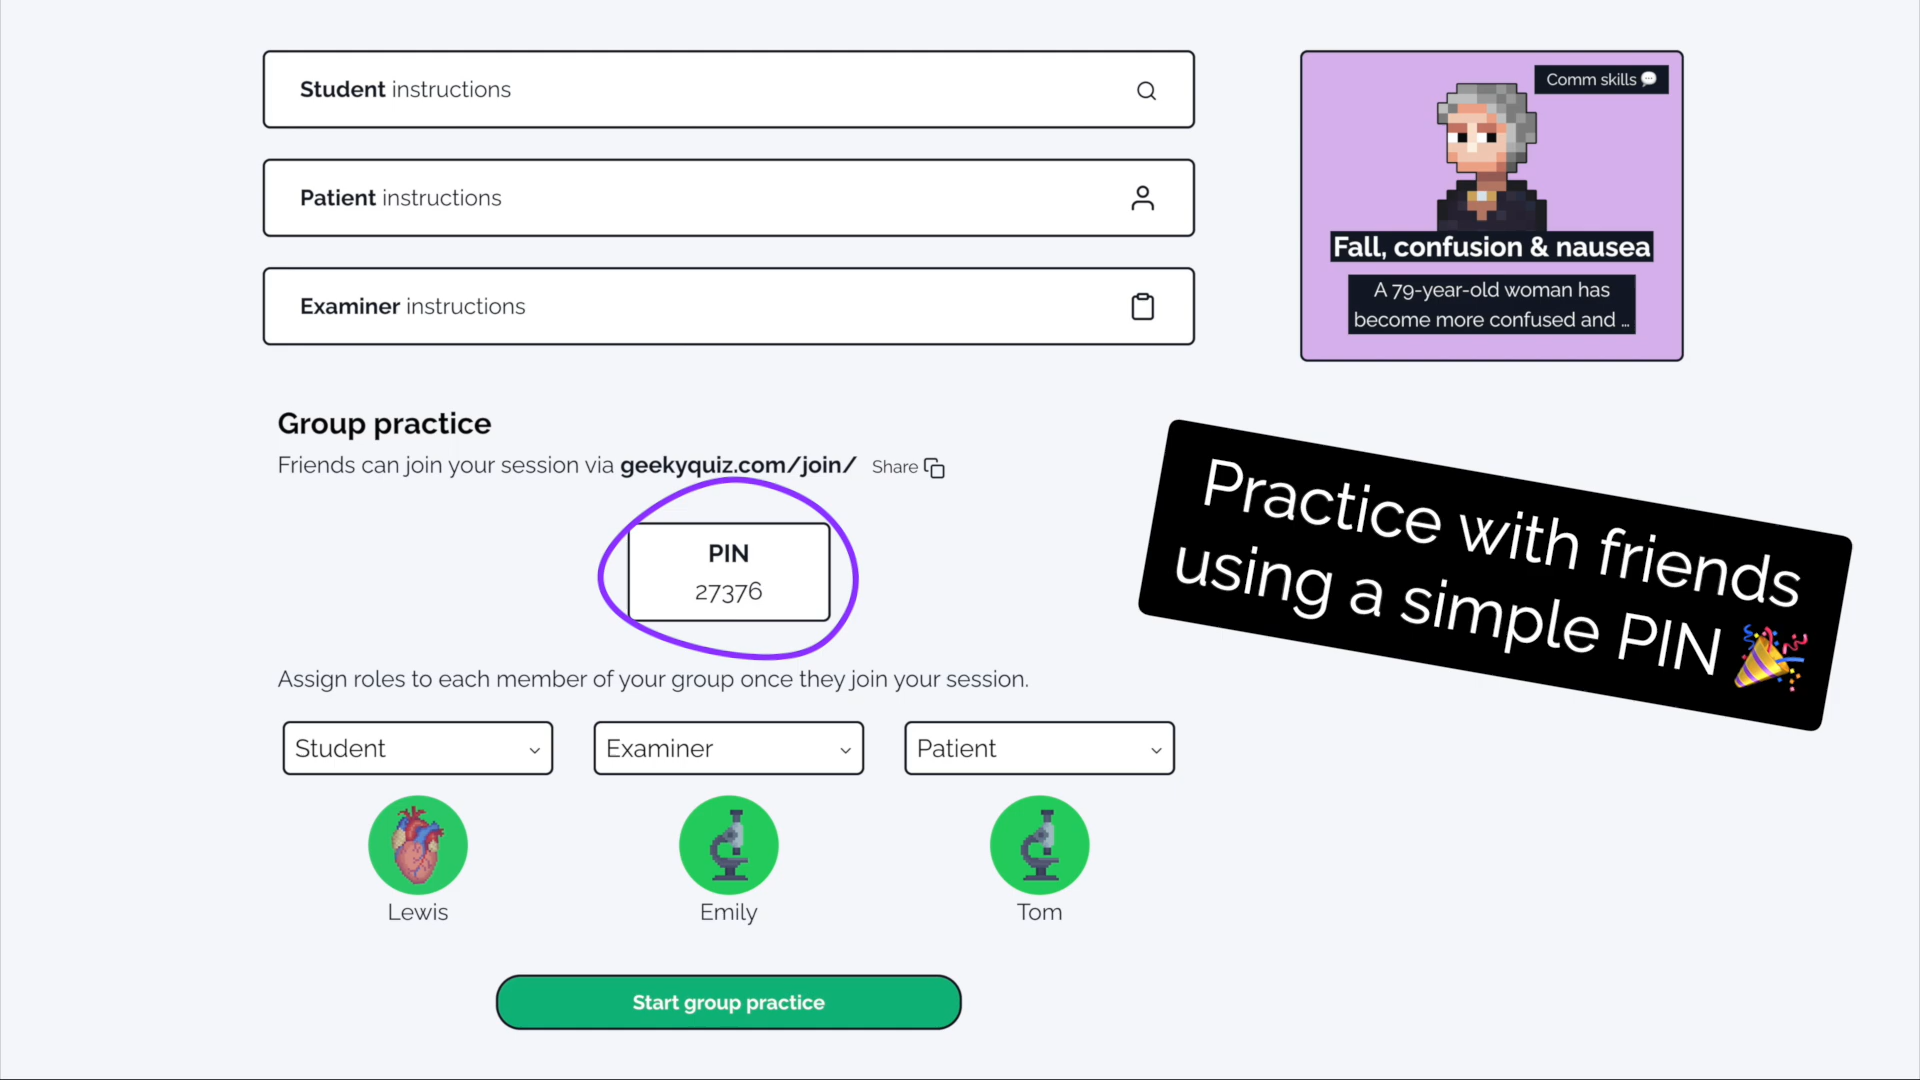 Student instructions
Patient instructions
Examiner instructions
Comm skills 💬
Fall, confusion & nausea
A 79-year-old woman has
become more confused and ...
Group practice
Friends can join your session via geekyquiz.com/join/ Share
PIN
27376
Practice with friends
using a simple PIN 🎉
Assign roles to each member of your group once they join your session.
Student
Examiner
Patient
Lewis
Emily
Tom
Start group practice